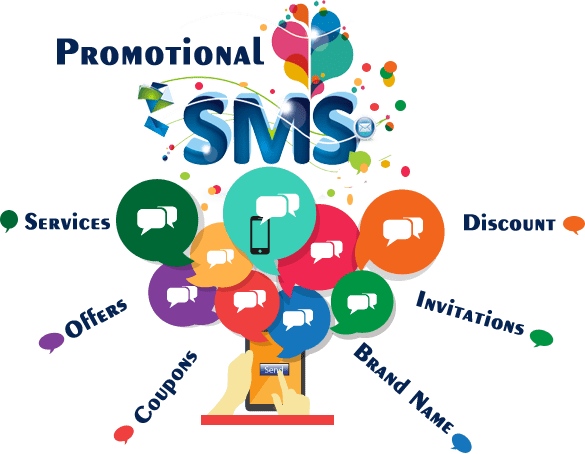 PROMOTIONAL
SMS
SERVICES
DISCOUNT
OFFERS
INVITATIONS
COUPONS
BRAND NAME
Send